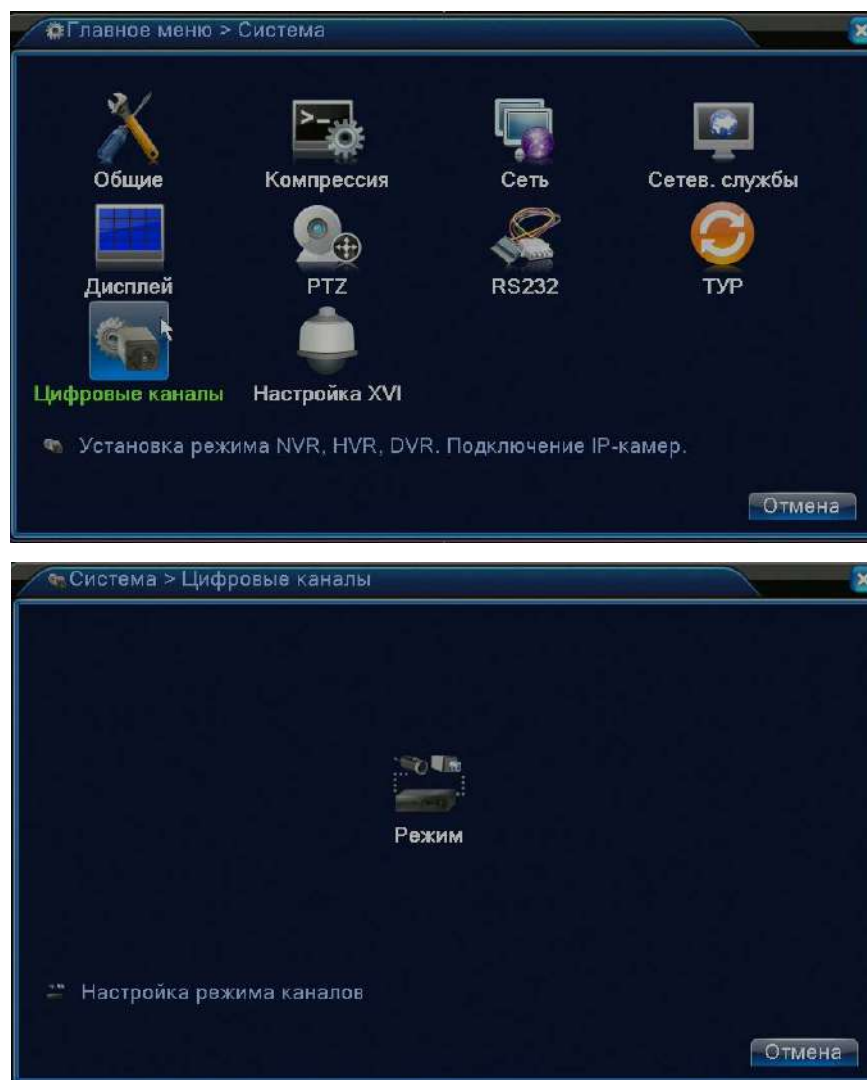 Главное меню > Система
Общие
Компрессия
Сеть
Сетев. службы
Дисплей
PTZ
RS232
ТУР
Цифровые каналы
Настройка XVI
Установка режима NVR, HVR, DVR. Подключение IP-камер.
Отмена
Система > Цифровые каналы
Режим
Настройка режима каналов
Отмена